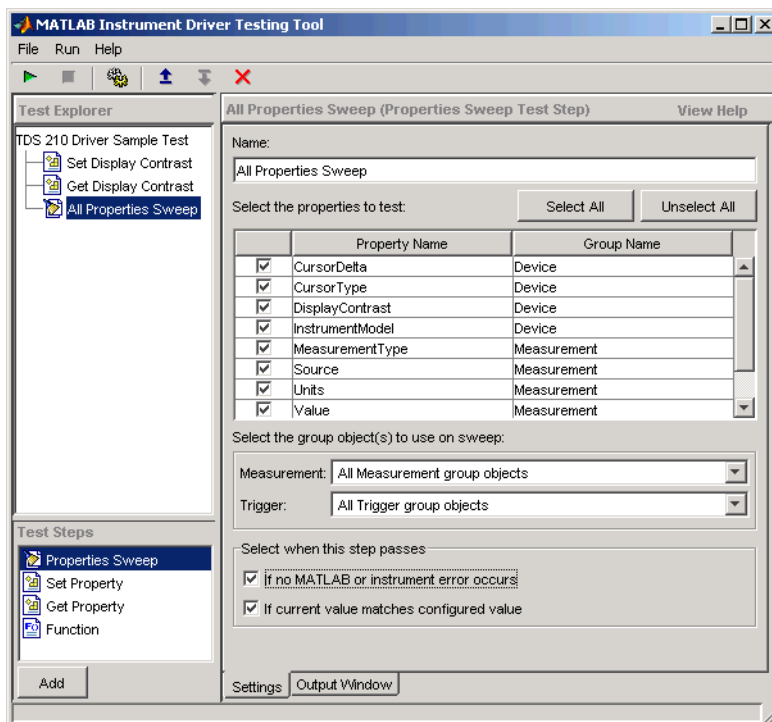 MATLAB Instrument Driver Testing Tool
File Run Help
Test Explorer
TDS 210 Driver Sample Test
Set Display Contrast
Get Display Contrast
All Properties Sweep
Test Steps
Properties Sweep
Set Property
Get Property
Function
Add
All Properties Sweep (Properties Sweep Test Step) View Help
Name:
All Properties Sweep
Select the properties to test: Select All Unselect All
Property Name Group Name
CursorDelta Device
CursorType Device
DisplayContrast Device
InstrumentModel Device
MeasurementType Measurement
Source Measurement
Units Measurement
Value Measurement
Select the group object(s) to use on sweep:
Measurement: All Measurement group objects
Trigger: All Trigger group objects
Select when this step passes
If no MATLAB or instrument error occurs
If current value matches configured value
Settings Output Window